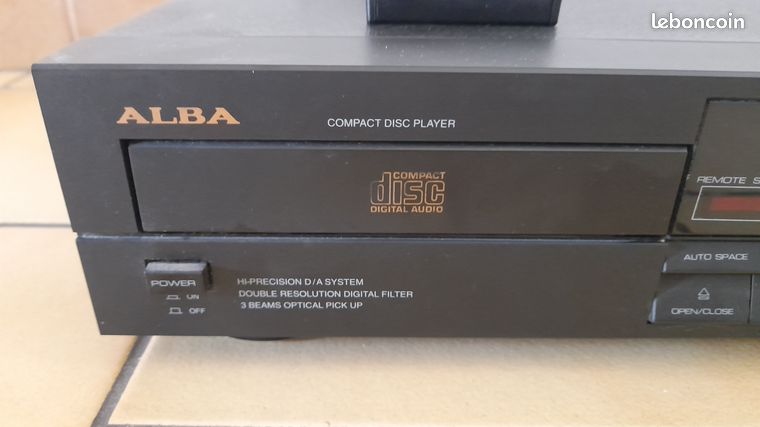 leboncoin
ALBA
COMPACT DISC PLAYER
COMPACT
disc
DIGITAL AUDIO
REMOTE S
AUTO SPACE
POWER
ON
OFF
HI-PRECISION D/A SYSTEM
DOUBLE RESOLUTION DIGITAL FILTER
3 BEAMS OPTICAL PICK UP
OPEN/CLOSE